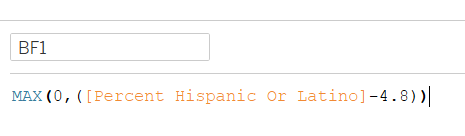 BF1
MAX(0,([Percent Hispanic Or Latino]-4.8))